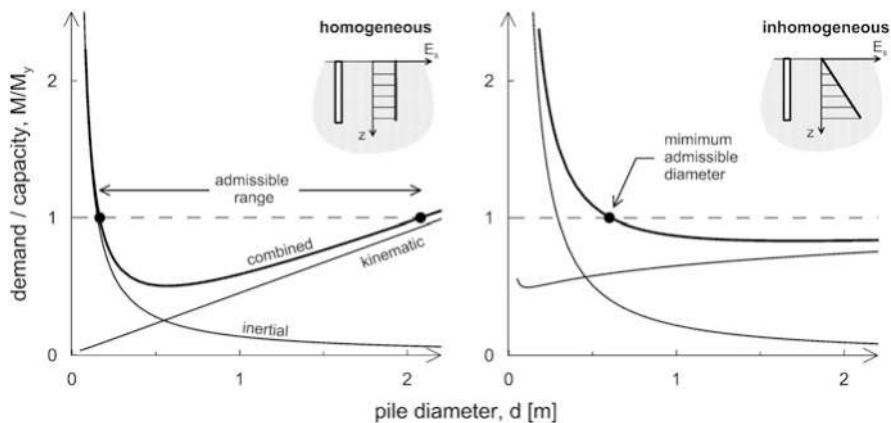 demand / capacity, M/My
homogeneous
Es
z
2
1
0
admissible
range
combined
kinematic
inertial
0
1
2
inhomogeneous
Es
z
mimimum
admissible
diameter
2
1
0
0
1
2
pile diameter, d [m]